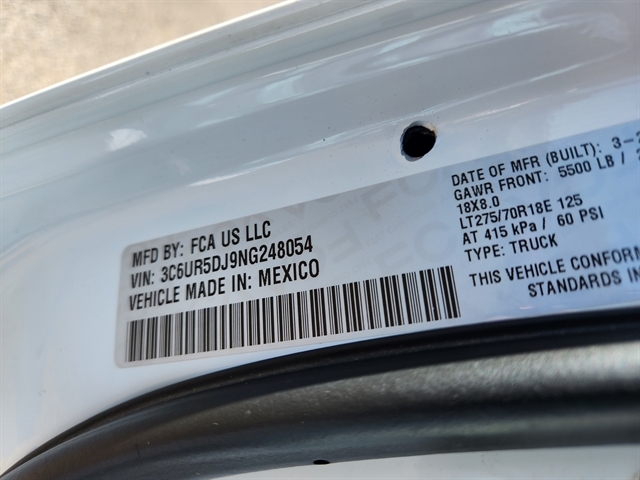 MFD BY: FCA US LLC
VIN: 3C6UR5DJ9NG248054
VEHICLE MADE IN: MEXICO
DATE OF MFR (BUILT): 3-
GAWR FRONT: 5500 LB /
18X8.0
LT275/70R18E 125
AT 415 kPa / 60 PSI
TYPE: TRUCK
THIS VEHICLE
STANDARDS IN